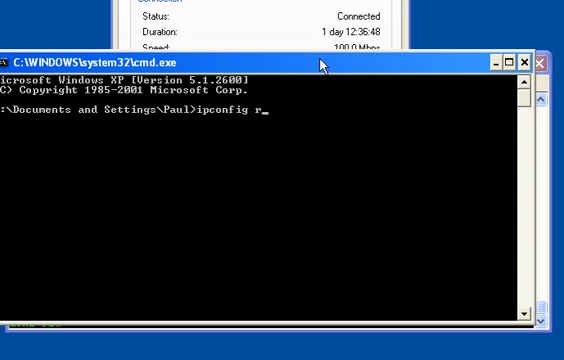 Connection
Status: Connected
Duration: 1 day 12:36:48
Speed: 100.0 Mbps
C:\WINDOWS\system32\cmd.exe
icrosoft Windows XP [Version 5.1.2600]
C) Copyright 1985-2001 Microsoft Corp.
:\Documents and Settings\Paul>ipconfig r_